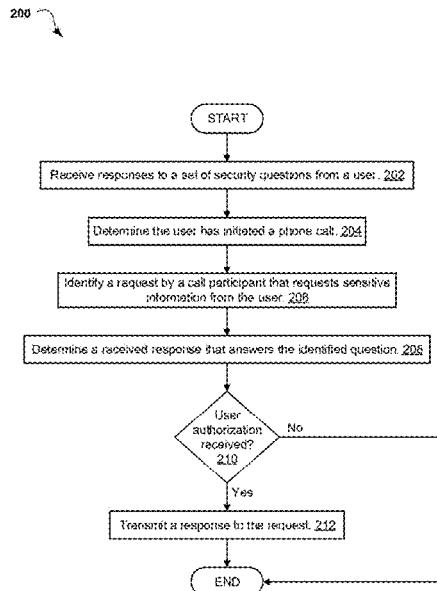 200
START
Receive responses to a set of security questions from a user. 202
Determine the user has initiated a phone call. 204
Identify a request by a call participant that requests sensitive
information from the user. 208
Determine a received response that answers the identified question. 206
User
authorization
received?
210
No
Yes
Transmit a response to the request. 212
END